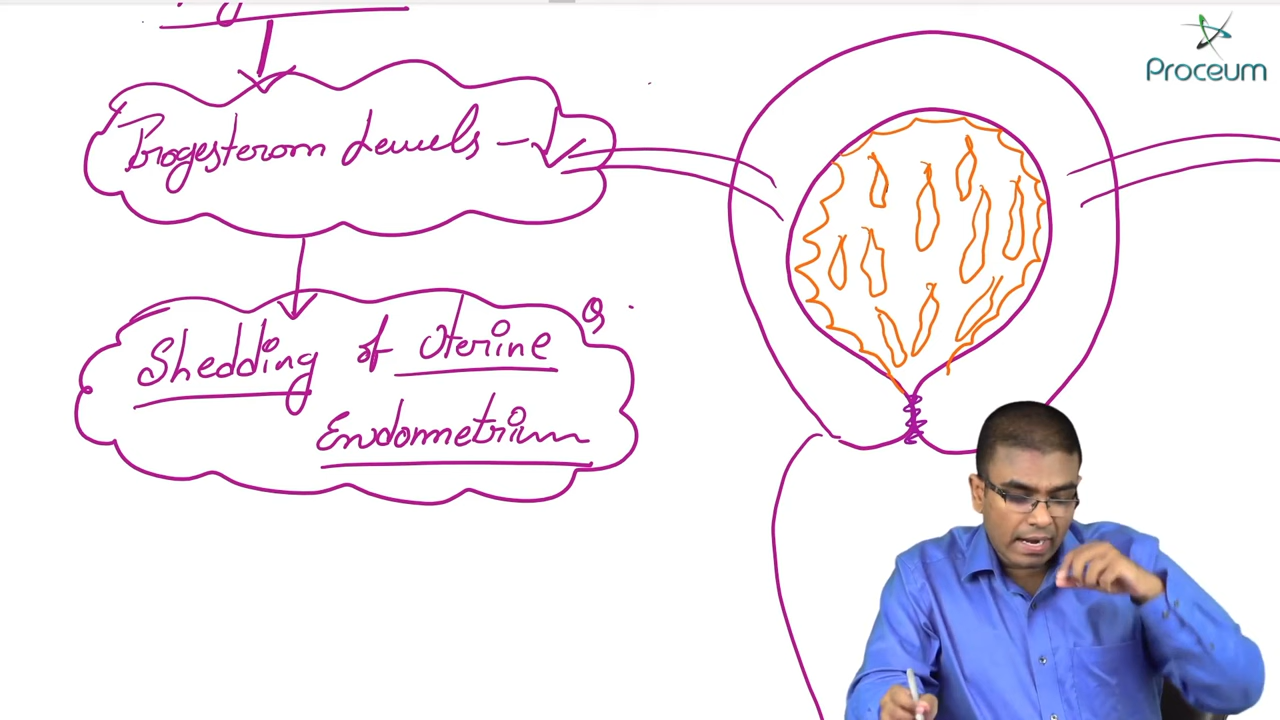 Proceum
Progesteron Levels - ↓
Shedding of Uterine
Endometrium